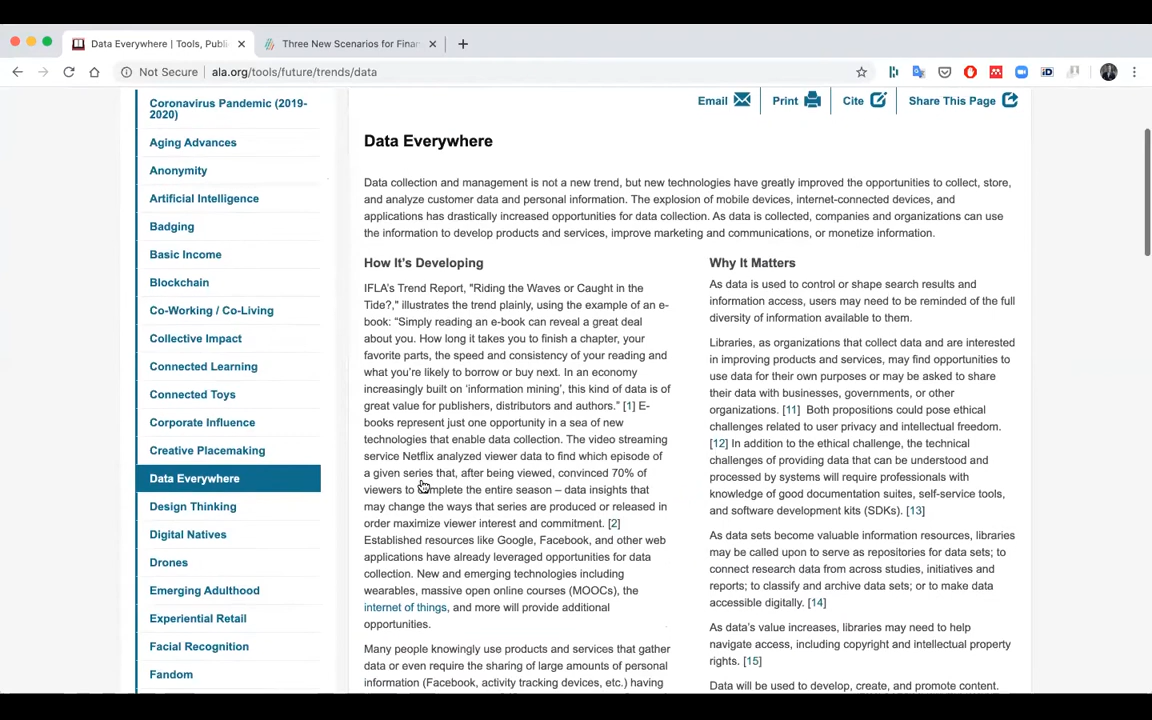 Data Everywhere | Tools, Publi
Three New Scenarios for Finan
Not Secure
ala.org/tools/future/trends/data
iD
Coronavirus Pandemic (2019-
2020)
Aging Advances
Anonymity
Artificial Intelligence
Badging
Basic Income
Blockchain
Co-Working / Co-Living
Collective Impact
Connected Learning
Connected Toys
Corporate Influence
Creative Placemaking
Data Everywhere
Design Thinking
Digital Natives
Drones
Emerging Adulthood
Experiential Retail
Facial Recognition
Fandom
Email
Print
Cite
Share This Page
Data Everywhere
Data collection and management is not a new trend, but new technologies have greatly improved the opportunities to collect, store,
and analyze customer data and personal information. The explosion of mobile devices, internet-connected devices, and
applications has drastically increased opportunities for data collection. As data is collected, companies and organizations can use
the information to develop products and services, improve marketing and communications, or monetize information.
How It's Developing
IFLA's Trend Report, "Riding the Waves or Caught in the
Tide?," illustrates the trend plainly, using the example of an e-
book: “Simply reading an e-book can reveal a great deal
about you. How long it takes you to finish a chapter, your
favorite parts, the speed and consistency of your reading and
what you're likely to borrow or buy next. In an economy
increasingly built on ‘information mining’, this kind of data is of
great value for publishers, distributors and authors.” [1] E-
books represent just one opportunity in a sea of new
technologies that enable data collection. The video streaming
service Netflix analyzed viewer data to find which episode of
a given series that, after being viewed, convinced 70% of
viewers to complete the entire season – data insights that
may change the ways that series are produced or released in
order maximize viewer interest and commitment. [2]
Established resources like Google, Facebook, and other web
applications have already leveraged opportunities for data
collection. New and emerging technologies including
wearables, massive open online courses (MOOCs), the
internet of things, and more will provide additional
opportunities.
Many people knowingly use products and services that gather
data or even require the sharing of large amounts of personal
information (Facebook, activity tracking devices, etc.) having
Why It Matters
As data is used to control or shape search results and
information access, users may need to be reminded of the full
diversity of information available to them.
Libraries, as organizations that collect data and are interested
in improving products and services, may find opportunities to
use data for their own purposes or may be asked to share
their data with businesses, governments, or other
organizations. [11] Both propositions could pose ethical
challenges related to user privacy and intellectual freedom.
[12] In addition to the ethical challenge, the technical
challenges of providing data that can be understood and
processed by systems will require professionals with
knowledge of good documentation suites, self-service tools,
and software development kits (SDKs). [13]
As data sets become valuable information resources, libraries
may be called upon to serve as repositories for data sets; to
connect research data from across studies, initiatives and
reports; to classify and archive data sets; or to make data
accessible digitally. [14]
As data's value increases, libraries may need to help
navigate access, including copyright and intellectual property
rights. [15]
Data will be used to develop, create, and promote content.